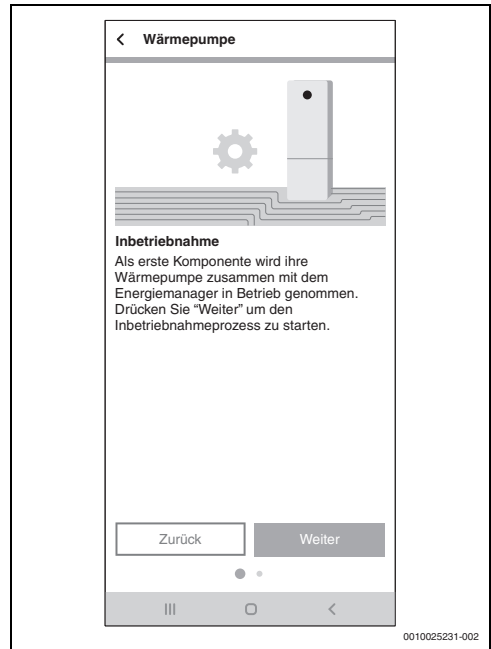 Wärmepumpe
Inbetriebnahme
Als erste Komponente wird ihre
Wärmepumpe zusammen mit dem
Energiemanager in Betrieb genommen.
Drücken Sie “Weiter” um den
Inbetriebnahmeprozess zu starten.
Zurück
Weiter
0010025231-002